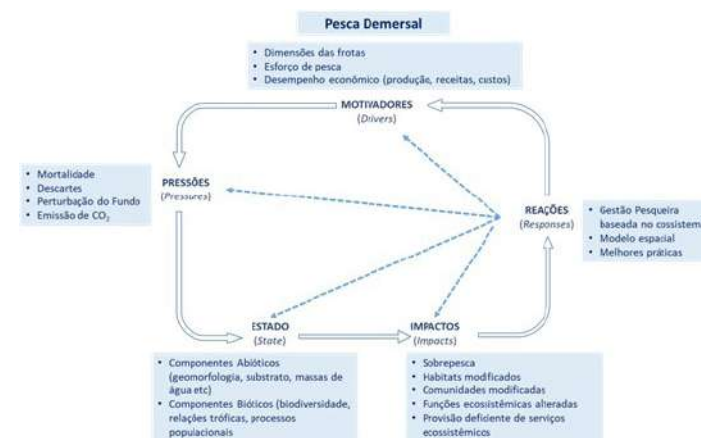 Pesca Demersal
• Dimensões das frotas
• Esforço de pesca
• Desempenho econômico (produção, receitas, custos)
MOTIVADORES
(Drivers)
• Mortalidade
• Descartes
• Perturbação do Fundo
• Emissão de CO₂
PRESSÕES
(Pressures)
REAÇÕES
(Responses)
• Gestão Pesqueira
baseada no cossistem
• Modelo espacial
• Melhores práticas
ESTADO
(State)
IMPACTOS
(Impacts)
• Componentes Abióticos
(geomorfologia, substrato, massas de
água etc)
• Componentes Bióticos (biodiversidade,
relações tróficas, processos
populacionais
• Sobrepesca
• Habitats modificados
• Comunidades modificadas
• Funções ecossistêmicas alteradas
• Provisão deficiente de serviços
ecossistêmicos